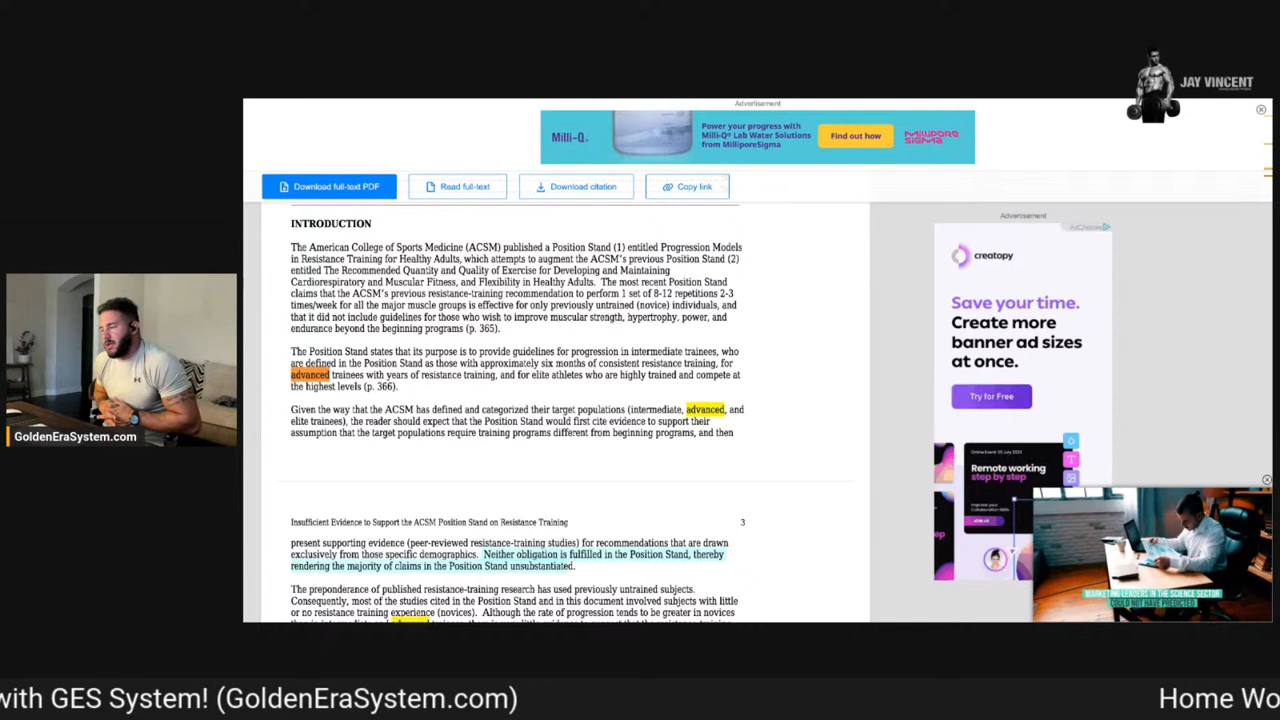 JAY VINCENT
Advertisement
Milli-Q®
Power your progress with
Milli-Q® Lab Water Solutions
from MilliporeSigma
Find out how
MILLIPORE
SIGMA
Download full-text PDF
Read full-text
Download citation
Copy link
INTRODUCTION
The American College of Sports Medicine (ACSM) published a Position Stand (1) entitled Progression Models
in Resistance Training for Healthy Adults, which attempts to augment the ACSM's previous Position Stand (2)
entitled The Recommended Quantity and Quality of Exercise for Developing and Maintaining
Cardiorespiratory and Muscular Fitness, and Flexibility in Healthy Adults. The most recent Position Stand
claims that the ACSM's previous resistance-training recommendation to perform 1 set of 8-12 repetitions 2-3
times/week for all the major muscle groups is effective for only previously untrained (novice) individuals, and
that it did not include guidelines for those who wish to improve muscular strength, hypertrophy, power, and
endurance beyond the beginning programs (p. 365).
The Position Stand states that its purpose is to provide guidelines for progression in intermediate trainees, who
are defined in the Position Stand as those with approximately six months of consistent resistance training, for
advanced trainees with years of resistance training, and for elite athletes who are highly trained and compete at
the highest levels (p. 366).
Given the way that the ACSM has defined and categorized their target populations (intermediate, advanced, and
elite trainees), the reader should expect that the Position Stand would first cite evidence to support their
assumption that the target populations require training programs different from beginning programs, and then
Insufficient Evidence to Support the ACSM Position Stand on Resistance Training 3
present supporting evidence (peer-reviewed resistance-training studies) for recommendations that are drawn
exclusively from those specific demographics. Neither obligation is fulfilled in the Position Stand, thereby
rendering the majority of claims in the Position Stand unsubstantiated.
The preponderance of published resistance-training research has used previously untrained subjects.
Consequently, most of the studies cited in the Position Stand and in this document involved subjects with little
or no resistance training experience (novices). Although the rate of progression tends to be greater in novices
Advertisement
AdChoices
creatopy
Save your time.
Create more
banner ad sizes
at once.
Try for Free
Remote working
step by step
JOIN US
MARKETING LEADERS IN THE SCIENCE SECTOR
COULD NOT HAVE PREDICTED
GoldenEraSystem.com
with GES System! (GoldenEraSystem.com)
Home Wo